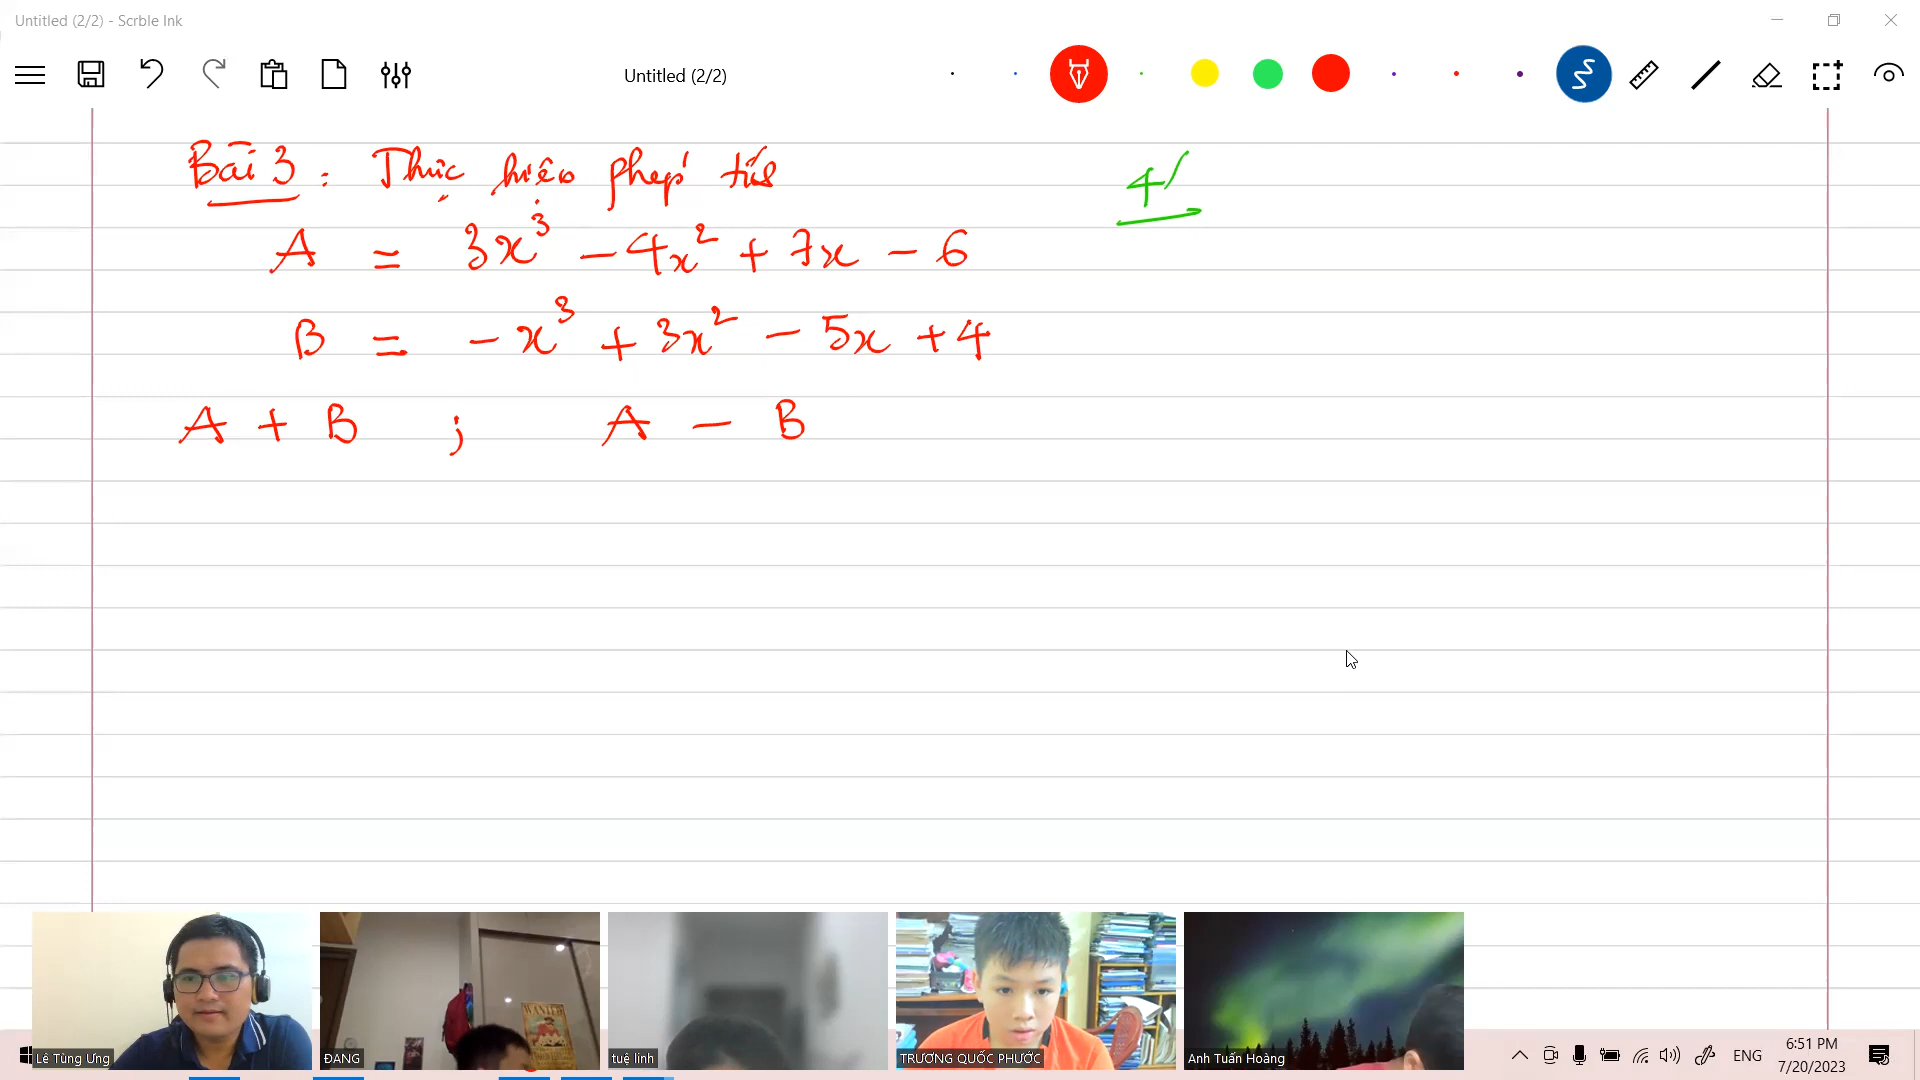 Untitled (2/2) - Scrble Ink
Untitled (2/2)
Bài 3 : Thực hiện phép tính
4'
A = 3x³ - 4x² + 7x - 6
B = - x³ + 3x² - 5x + 4
A + B ; A - B
WANTED
Lê Tùng Ưng
ĐANG
tuệ linh
TRƯƠNG QUỐC PHƯỚC
Anh Tuấn Hoàng
ENG
6:51 PM
7/20/2023